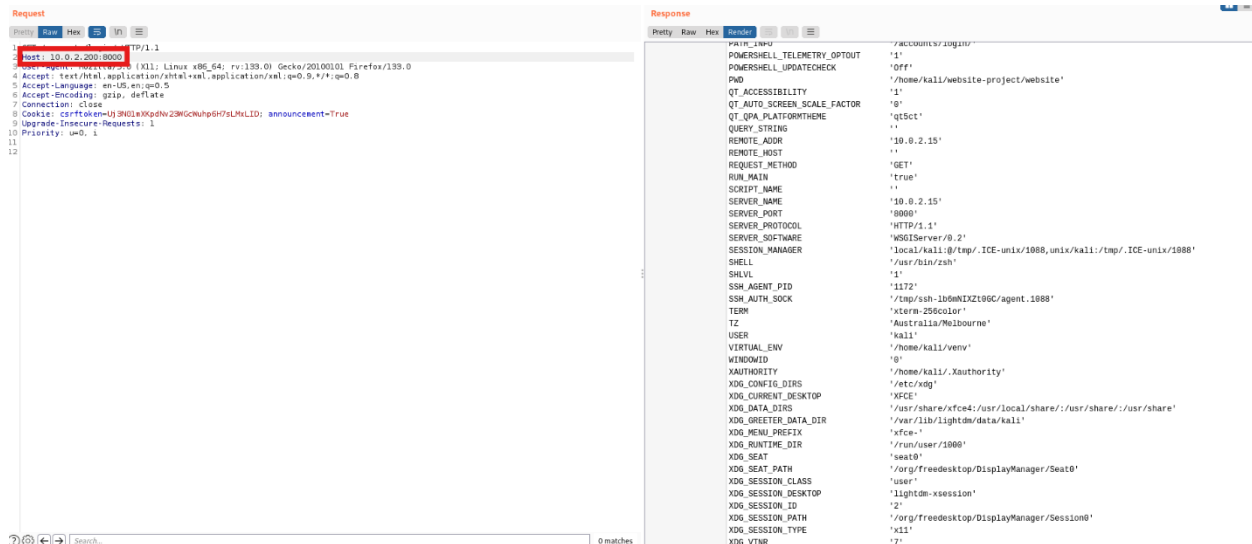 Request
Pretty Raw Hex \n
1 HTTP/1.1
2 Host: 10.0.2.200:8000
3 User-Agent: Mozilla/5.0 (X11; Linux x86_64; rv:133.0) Gecko/20100101 Firefox/133.0
4 Accept: text/html,application/xhtml+xml,application/xml;q=0.9,*/*;q=0.8
5 Accept-Language: en-US,en;q=0.5
6 Accept-Encoding: gzip, deflate
7 Connection: close
8 Cookie: csrftoken=Uj3NG1mXKpdNv23WGcWuhp6H7sLMxLID; announcement=True
9 Upgrade-Insecure-Requests: 1
10 Priority: u=0, i
11
12
Search... 0 matches
Response
Pretty Raw Hex Render \n
PATH_INFO '/accounts/login/'
POWERSHELL_TELEMETRY_OPTOUT '1'
POWERSHELL_UPDATECHECK 'Off'
PWD '/home/kali/website-project/website'
QT_ACCESSIBILITY '1'
QT_AUTO_SCREEN_SCALE_FACTOR '0'
QT_QPA_PLATFORMTHEME 'qt5ct'
QUERY_STRING ''
REMOTE_ADDR '10.0.2.15'
REMOTE_HOST ''
REQUEST_METHOD 'GET'
RUN_MAIN 'true'
SCRIPT_NAME ''
SERVER_NAME '10.0.2.15'
SERVER_PORT '8000'
SERVER_PROTOCOL 'HTTP/1.1'
SERVER_SOFTWARE 'WSGIServer/0.2'
SESSION_MANAGER 'local/kali:@/tmp/.ICE-unix/1088,unix/kali:/tmp/.ICE-unix/1088'
SHELL '/usr/bin/zsh'
SHLVL '1'
SSH_AGENT_PID '1172'
SSH_AUTH_SOCK '/tmp/ssh-lb6mNIXZt0GC/agent.1088'
TERM 'xterm-256color'
TZ 'Australia/Melbourne'
USER 'kali'
VIRTUAL_ENV '/home/kali/venv'
WINDOWID '0'
XAUTHORITY '/home/kali/.Xauthority'
XDG_CONFIG_DIRS '/etc/xdg'
XDG_CURRENT_DESKTOP 'XFCE'
XDG_DATA_DIRS '/usr/share/xfce4:/usr/local/share/:/usr/share/:/usr/share'
XDG_GREETER_DATA_DIR '/var/lib/lightdm/data/kali'
XDG_MENU_PREFIX 'xfce-'
XDG_RUNTIME_DIR '/run/user/1000'
XDG_SEAT 'seat0'
XDG_SEAT_PATH '/org/freedesktop/DisplayManager/Seat0'
XDG_SESSION_CLASS 'user'
XDG_SESSION_DESKTOP 'lightdm-xsession'
XDG_SESSION_ID '2'
XDG_SESSION_PATH '/org/freedesktop/DisplayManager/Session0'
XDG_SESSION_TYPE 'x11'
XDG_VTNR '7'